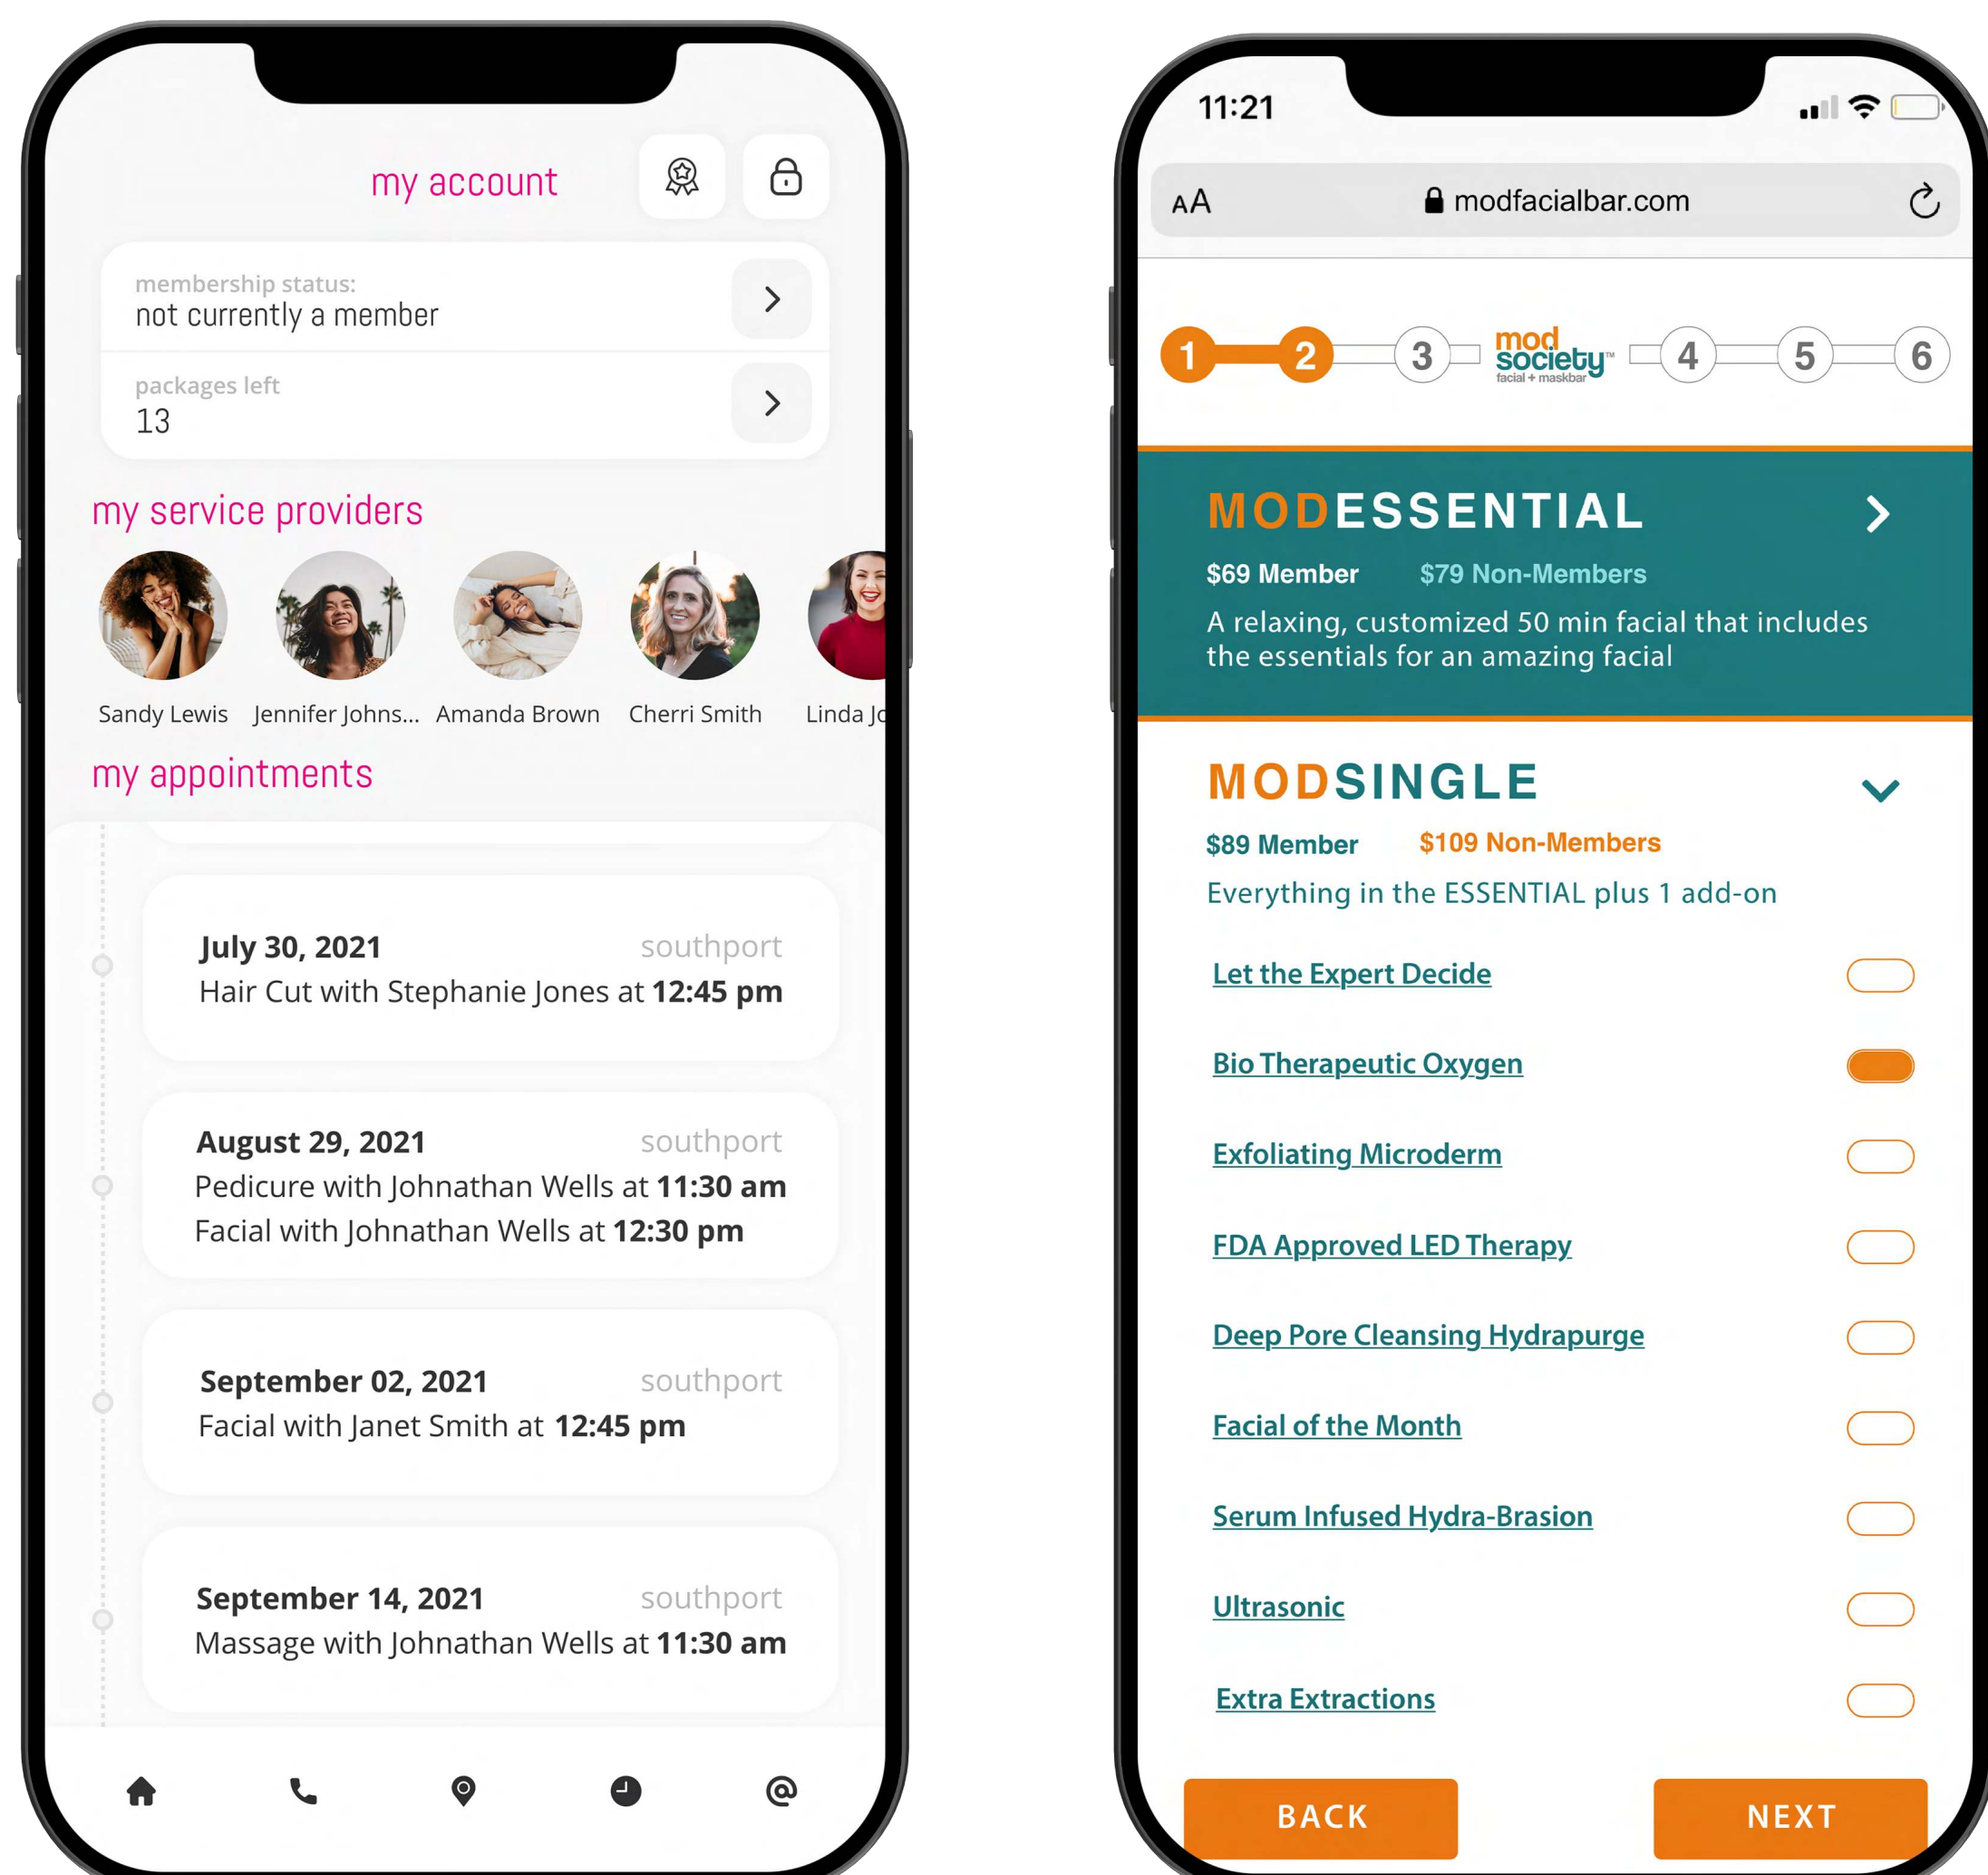 my account
membership status:
not currently a member
packages left
13
my service providers
Sandy Lewis
Jennifer Johns...
Amanda Brown
Cherri Smith
Linda
my appointments
July 30, 2021
southport
Hair Cut with Stephanie Jones at 12:45 pm
August 29, 2021
southport
Pedicure with Johnathan Wells at 11:30 am
Facial with Johnathan Wells at 12:30 pm
September 02, 2021
southport
Facial with Janet Smith at 12:45 pm
September 14, 2021
southport
Massage with Johnathan Wells at 11:30 am
11:21
AA
modfacialbar.com
1
2
3
mod
society™
facial + maskbar
4
5
6
MODESSENTIAL
$69 Member
$79 Non-Members
A relaxing, customized 50 min facial that includes
the essentials for an amazing facial
MODSINGLE
$89 Member
$109 Non-Members
Everything in the ESSENTIAL plus 1 add-on
Let the Expert Decide
Bio Therapeutic Oxygen
Exfoliating Microderm
FDA Approved LED Therapy
Deep Pore Cleansing Hydrapurge
Facial of the Month
Serum Infused Hydra-Brasion
Ultrasonic
Extra Extractions
BACK
NEXT